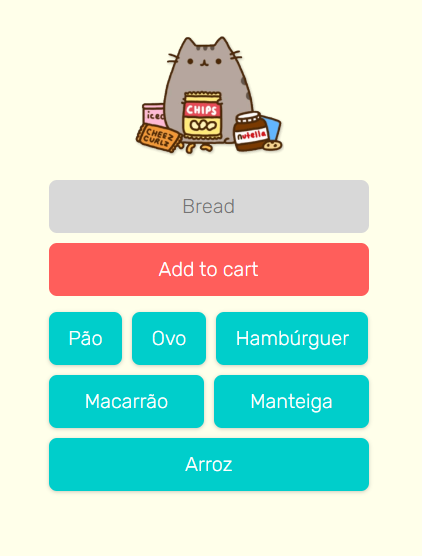 iced
CHIPS
CHEEZ
CURLZ
nutella
Bread
Add to cart
Pão
Ovo
Hambúrguer
Macarrão
Manteiga
Arroz